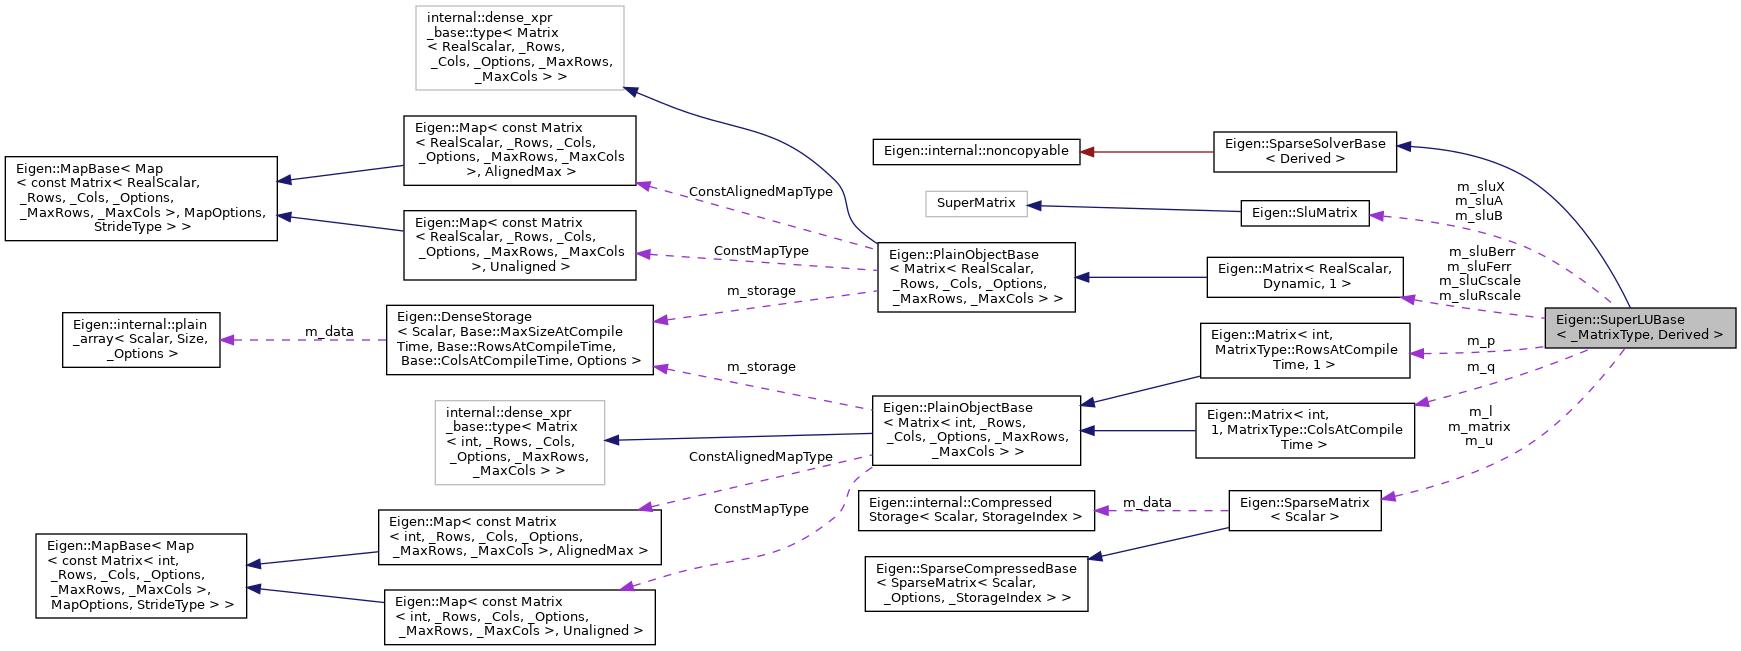 internal::dense_xpr
_base::type< Matrix
< RealScalar, _Rows,
_Cols, _Options, _MaxRows,
_MaxCols > >
Eigen::Map< const Matrix
< RealScalar, _Rows, _Cols,
_Options, _MaxRows, _MaxCols
>, AlignedMax >
Eigen::MapBase< Map
< const Matrix< RealScalar,
_Rows, _Cols, _Options,
_MaxRows, _MaxCols >, MapOptions,
StrideType > >
Eigen::Map< const Matrix
< RealScalar, _Rows, _Cols,
_Options, _MaxRows, _MaxCols
>, Unaligned >
ConstAlignedMapType
ConstMapType
m_storage
Eigen::internal::plain
_array< Scalar, Size,
_Options >
m_data
Eigen::DenseStorage
< Scalar, Base::MaxSizeAtCompile
Time, Base::RowsAtCompileTime,
Base::ColsAtCompileTime, Options >
m_storage
internal::dense_xpr
_base::type< Matrix
< int, _Rows, _Cols,
_Options, _MaxRows,
_MaxCols > >
ConstAlignedMapType
ConstMapType
Eigen::MapBase< Map
< const Matrix< int,
_Rows, _Cols, _Options,
_MaxRows, _MaxCols >,
MapOptions, StrideType > >
Eigen::Map< const Matrix
< int, _Rows, _Cols, _Options,
_MaxRows, _MaxCols >, AlignedMax >
Eigen::Map< const Matrix
< int, _Rows, _Cols, _Options,
_MaxRows, _MaxCols >, Unaligned >
Eigen::internal::noncopyable
Eigen::SparseSolverBase
< Derived >
SuperMatrix
Eigen::SluMatrix
m_sluX
m_sluA
m_sluB
Eigen::PlainObjectBase
< Matrix< RealScalar,
_Rows, _Cols, _Options,
_MaxRows, _MaxCols > >
Eigen::Matrix< RealScalar,
Dynamic, 1 >
m_sluBerr
m_sluFerr
m_sluCscale
m_sluRscale
Eigen::SuperLUBase
< _MatrixType, Derived >
Eigen::Matrix< int,
MatrixType::RowsAtCompile
Time, 1 >
m_p
m_q
Eigen::PlainObjectBase
< Matrix< int, _Rows,
_Cols, _Options, _MaxRows,
_MaxCols > >
Eigen::Matrix< int,
1, MatrixType::ColsAtCompile
Time >
m_l
m_matrix
m_u
Eigen::internal::Compressed
Storage< Scalar, StorageIndex >
m_data
Eigen::SparseMatrix
< Scalar >
Eigen::SparseCompressedBase
< SparseMatrix< Scalar,
_Options, _StorageIndex > >